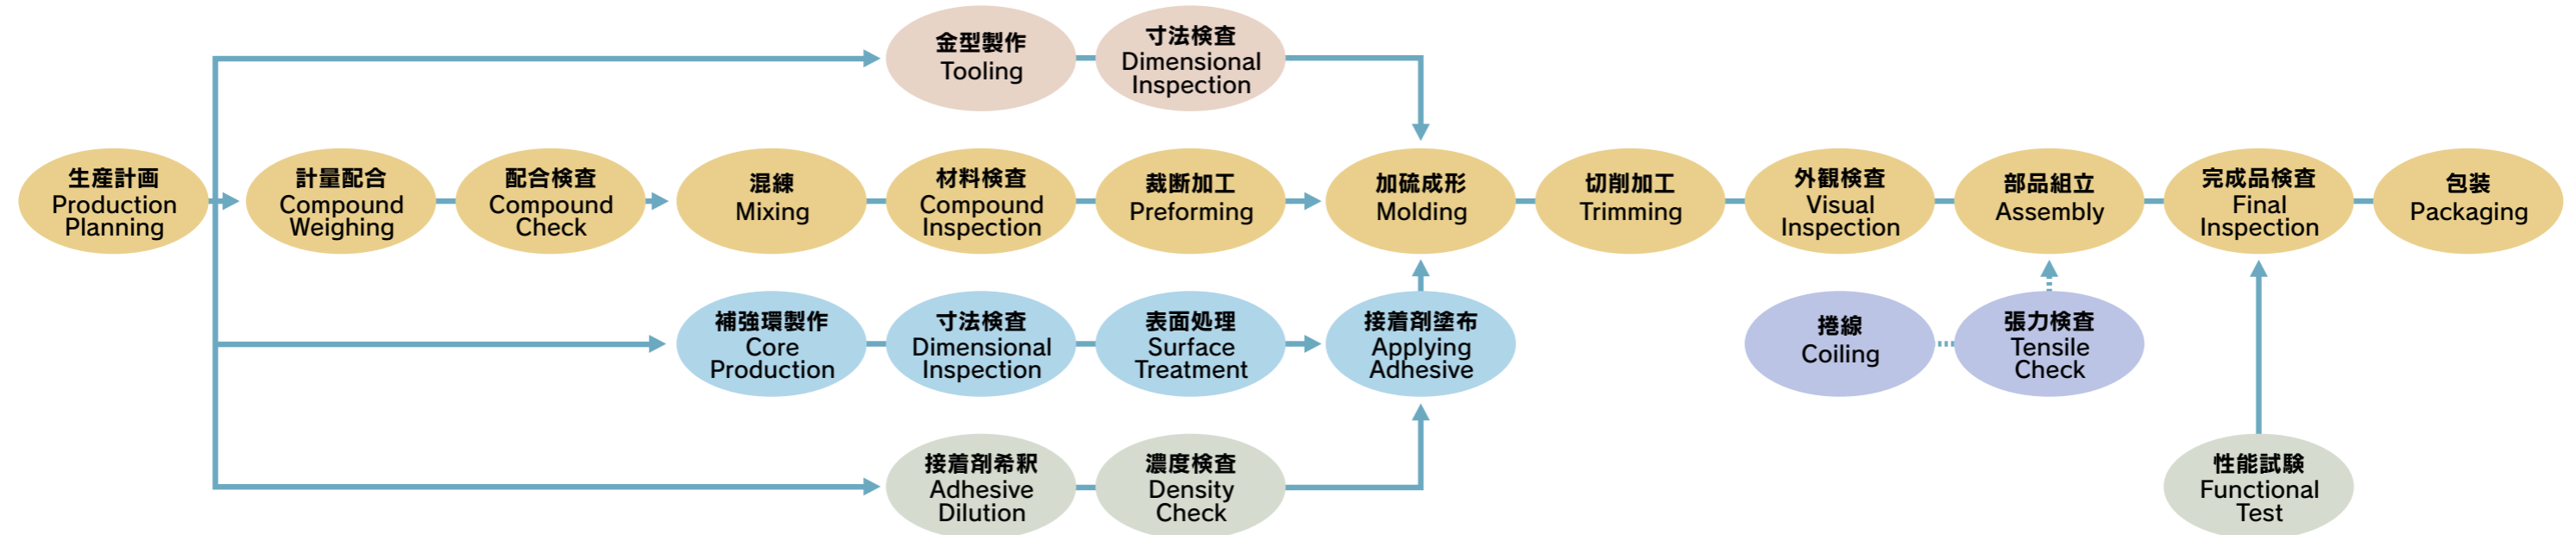 金型製作
Tooling
寸法検査
Dimensional
Inspection
生産計画
Production
Planning
計量配合
Compound
Weighing
配合検査
Compound
Check
混練
Mixing
材料検査
Compound
Inspection
裁断加工
Preforming
加硫成形
Molding
切削加工
Trimming
外観検査
Visual
Inspection
部品組立
Assembly
完成品検査
Final
Inspection
包装
Packaging
補強環製作
Core
Production
寸法検査
Dimensional
Inspection
表面処理
Surface
Treatment
接着剤塗布
Applying
Adhesive
捲線
Coiling
張力検査
Tensile
Check
接着剤希釈
Adhesive
Dilution
濃度検査
Density
Check
性能試験
Functional
Test